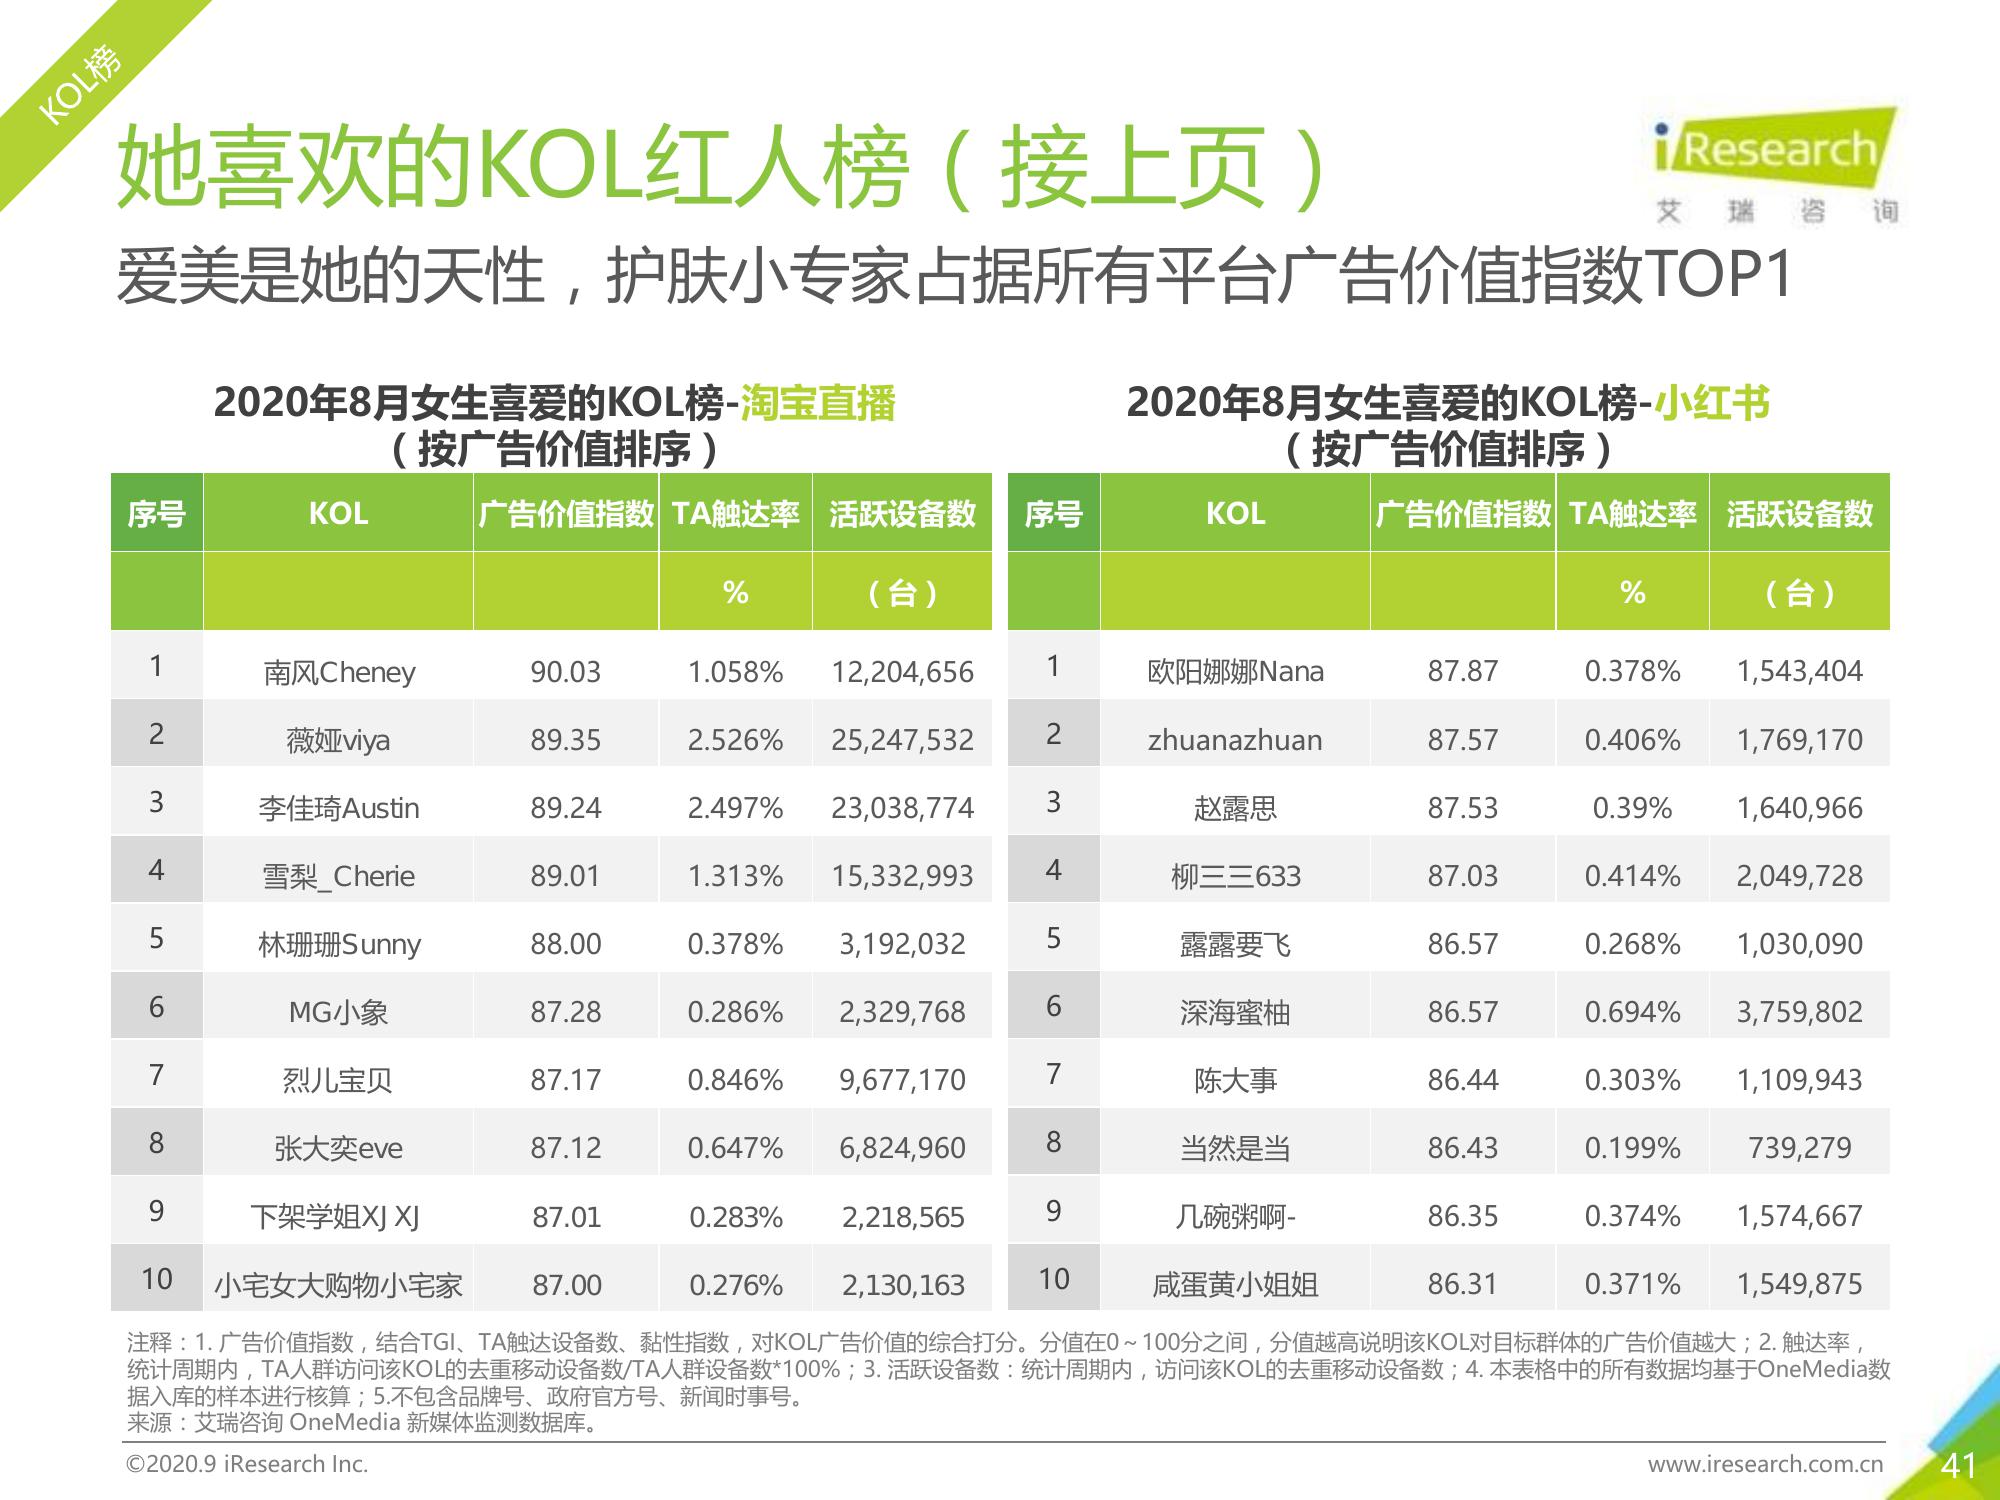 KOL榜
她喜欢的KOL红人榜（接上页）
iResearch
艾瑞咨询
爱美是她的天性，护肤小专家占据所有平台广告价值指数TOP1
2020年8月女生喜爱的KOL榜-淘宝直播
（按广告价值排序）
序号 KOL 广告价值指数 TA触达率 活跃设备数
% （台）
1 南风Cheney 90.03 1.058% 12,204,656
2 薇娅viya 89.35 2.526% 25,247,532
3 李佳琦Austin 89.24 2.497% 23,038,774
4 雪梨_Cherie 89.01 1.313% 15,332,993
5 林珊珊Sunny 88.00 0.378% 3,192,032
6 MG小象 87.28 0.286% 2,329,768
7 烈儿宝贝 87.17 0.846% 9,677,170
8 张大奕eve 87.12 0.647% 6,824,960
9 下架学姐XJ XJ 87.01 0.283% 2,218,565
10 小宅女大购物小宅家 87.00 0.276% 2,130,163
2020年8月女生喜爱的KOL榜-小红书
（按广告价值排序）
序号 KOL 广告价值指数 TA触达率 活跃设备数
% （台）
1 欧阳娜娜Nana 87.87 0.378% 1,543,404
2 zhuanazhuan 87.57 0.406% 1,769,170
3 赵露思 87.53 0.39% 1,640,966
4 柳三三633 87.03 0.414% 2,049,728
5 露露要飞 86.57 0.268% 1,030,090
6 深海蜜柚 86.57 0.694% 3,759,802
7 陈大事 86.44 0.303% 1,109,943
8 当然是当 86.43 0.199% 739,279
9 几碗粥啊- 86.35 0.374% 1,574,667
10 咸蛋黄小姐姐 86.31 0.371% 1,549,875
注释：1. 广告价值指数，结合TGI、TA触达设备数、黏性指数，对KOL广告价值的综合打分。分值在0～100分之间，分值越高说明该KOL对目标群体的广告价值越大；2. 触达率，
统计周期内，TA人群访问该KOL的去重移动设备数/TA人群设备数*100%；3. 活跃设备数：统计周期内，访问该KOL的去重移动设备数；4. 本表格中的所有数据均基于OneMedia数
据入库的样本进行核算；5.不包含品牌号、政府官方号、新闻时事号。
来源：艾瑞咨询 OneMedia 新媒体监测数据库。
©2020.9 iResearch Inc.
www.iresearch.com.cn
41